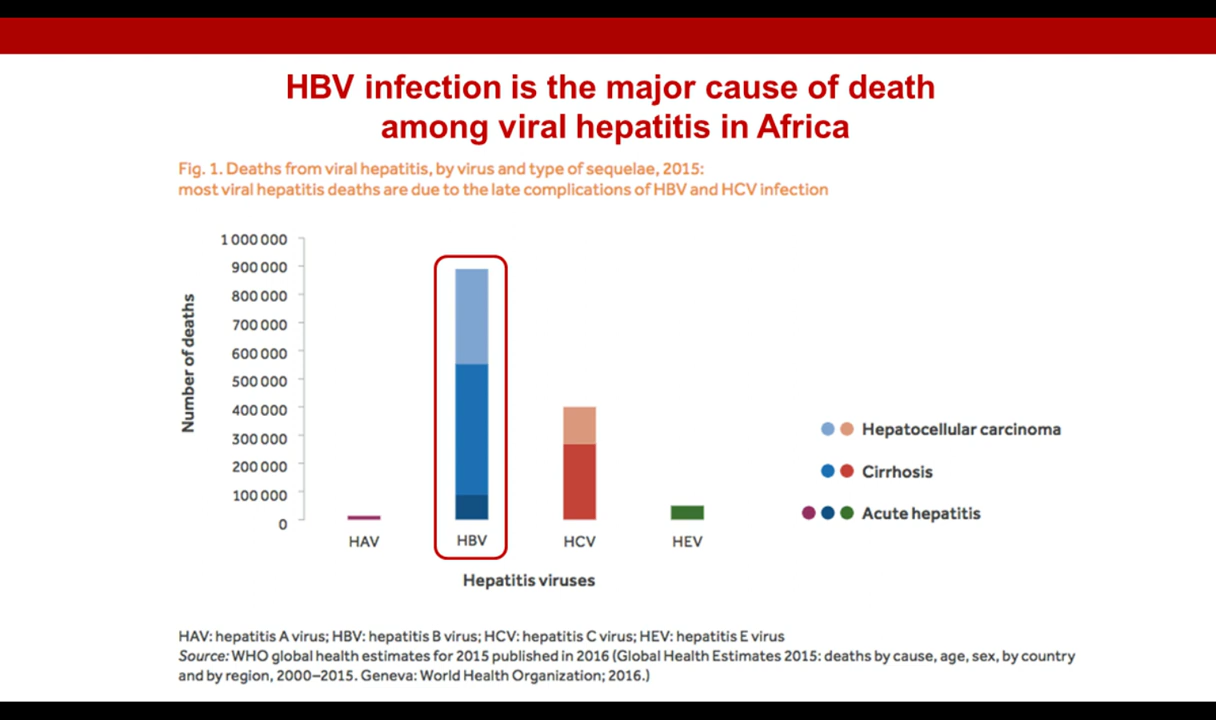 HBV infection is the major cause of death
among viral hepatitis in Africa
Fig. 1. Deaths from viral hepatitis, by virus and type of sequelae, 2015:
most viral hepatitis deaths are due to the late complications of HBV and HCV infection
Number of deaths
1 000 000
900 000
800 000
700 000
600 000
500 000
400 000
300 000
200 000
100 000
0
HAV
HBV
HCV
HEV
Hepatitis viruses
Hepatocellular carcinoma
Cirrhosis
Acute hepatitis
HAV: hepatitis A virus; HBV: hepatitis B virus; HCV: hepatitis C virus; HEV: hepatitis E virus
Source: WHO global health estimates for 2015 published in 2016 (Global Health Estimates 2015: deaths by cause, age, sex, by country
and by region, 2000–2015. Geneva: World Health Organization; 2016.)